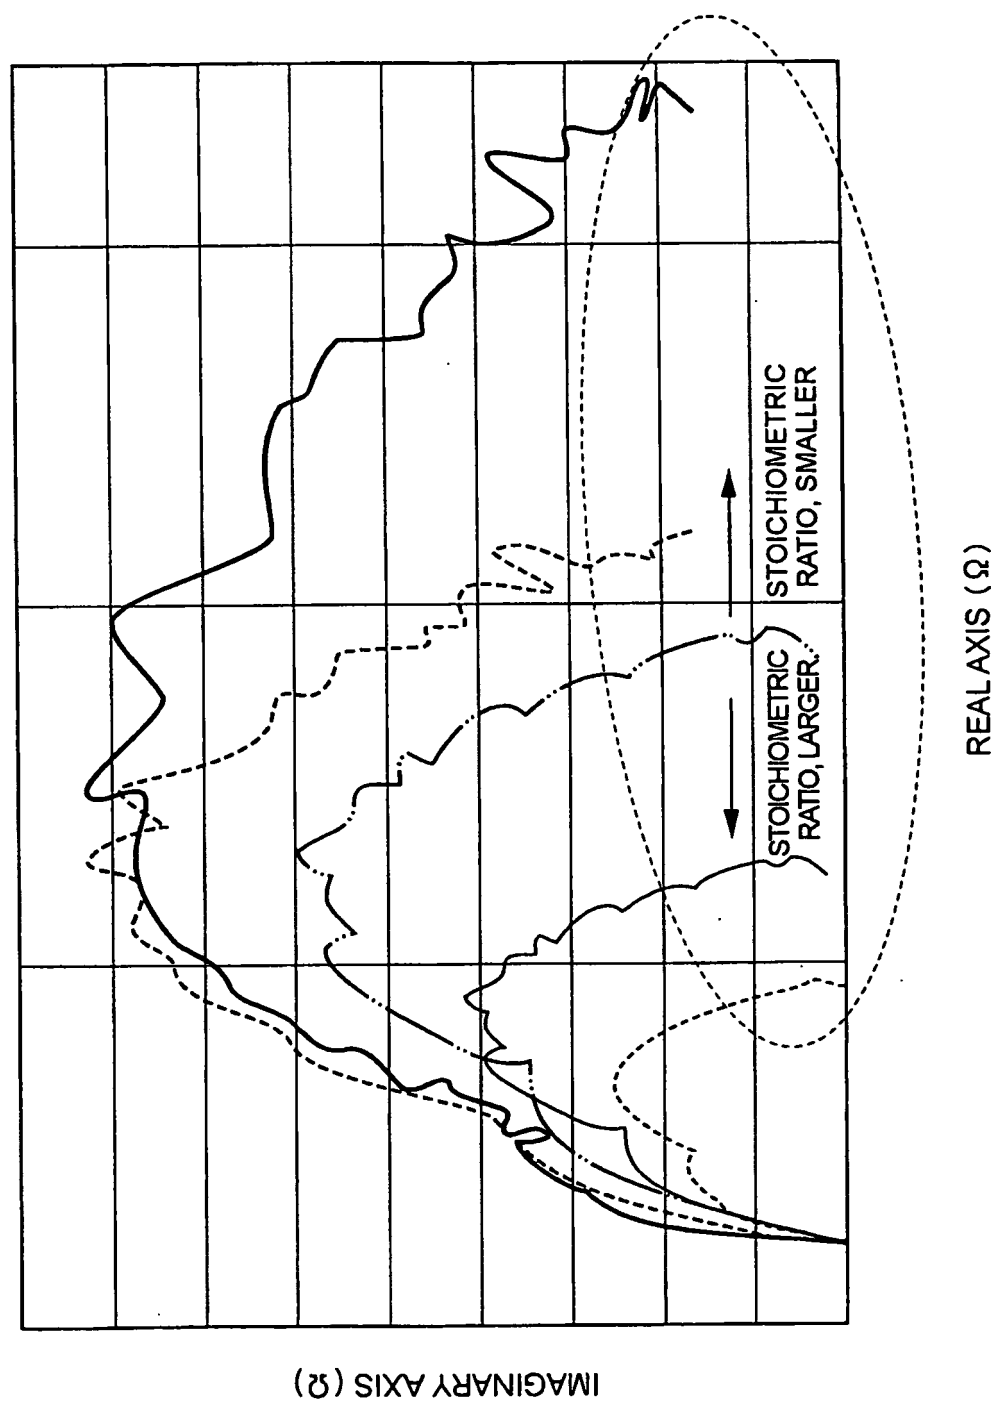 IMAGINARY AXIS (Ω)
STOICHIOMETRIC
RATIO, LARGER
STOICHIOMETRIC
RATIO, SMALLER
REAL AXIS (Ω)